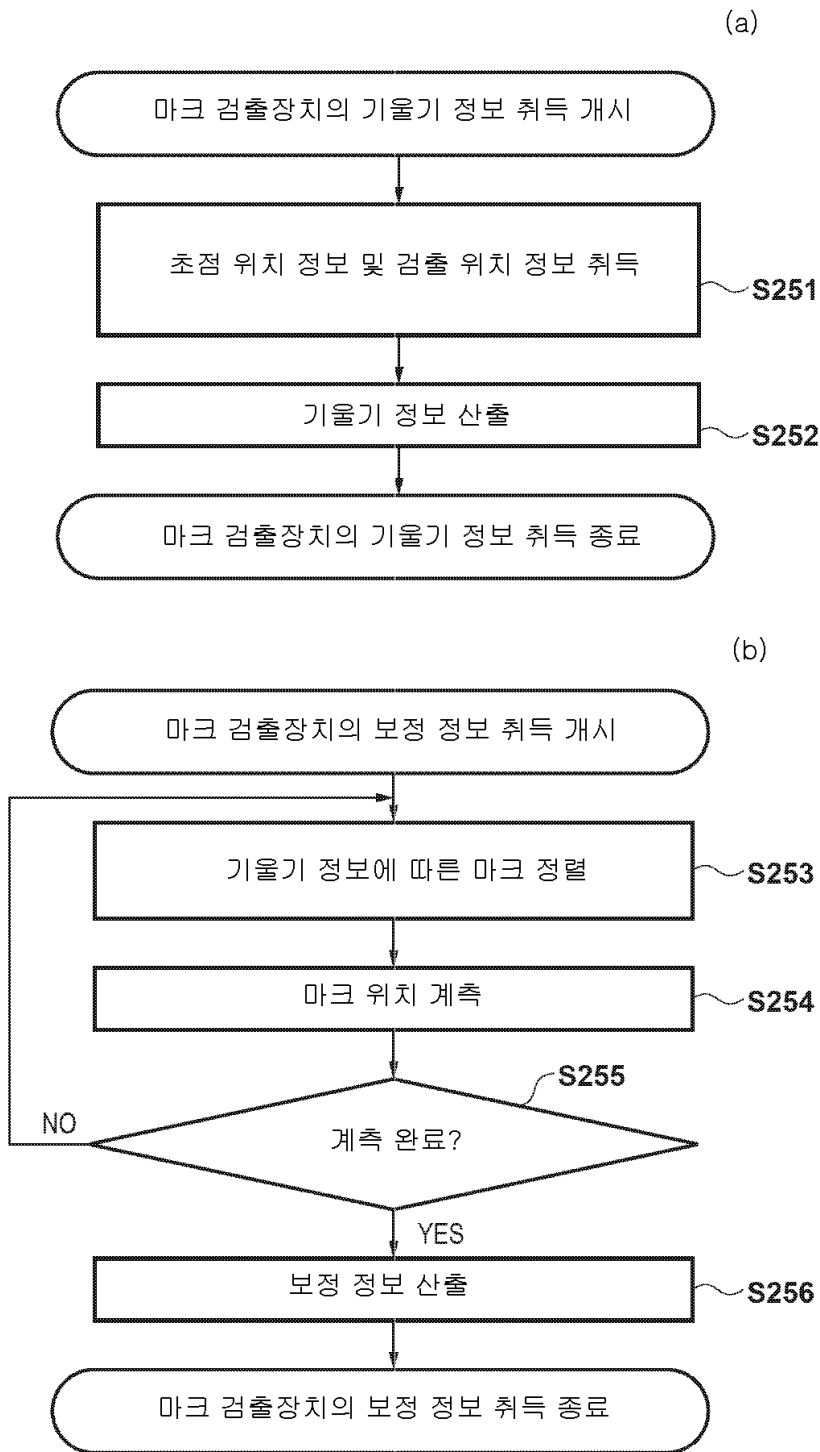 (a)
마크 검출장치의 기울기 정보 취득 개시
초점 위치 정보 및 검출 위치 정보 취득
S251
기울기 정보 산출
S252
마크 검출장치의 기울기 정보 취득 종료
(b)
마크 검출장치의 보정 정보 취득 개시
기울기 정보에 따른 마크 정렬
S253
마크 위치 계측
S254
S255
NO
계측 완료?
YES
보정 정보 산출
S256
마크 검출장치의 보정 정보 취득 종료